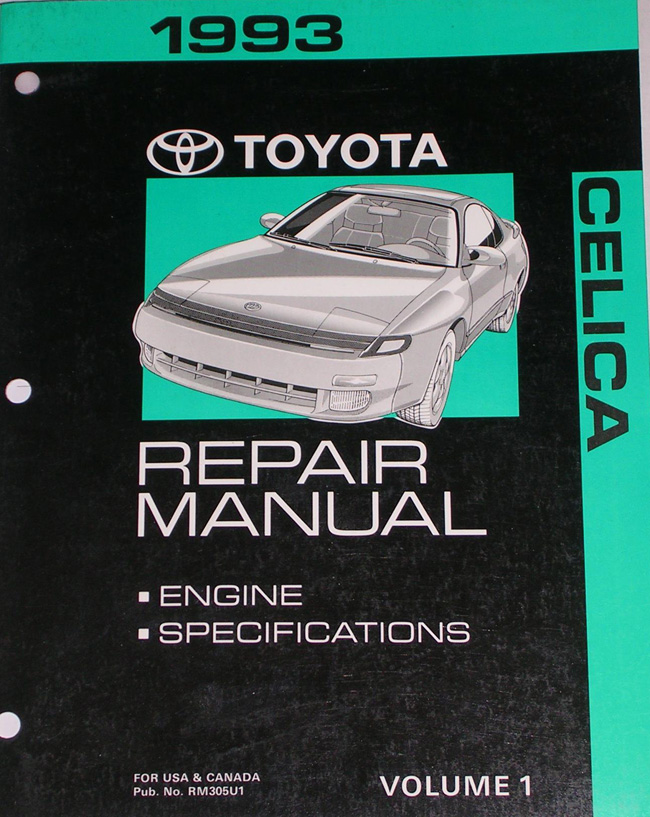 1993
TOYOTA
CELICA
REPAIR
MANUAL
▪ ENGINE
▪ SPECIFICATIONS
FOR USA & CANADA
Pub. No. RM305U1
VOLUME 1